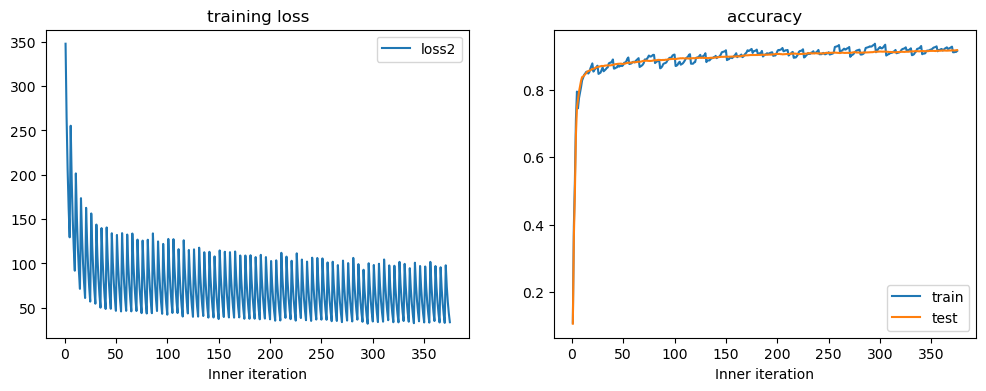 training loss
350
300
250
200
150
100
50
0 50 100 150 200 250 300 350
Inner iteration
loss2
accuracy
0.8
0.6
0.4
0.2
0 50 100 150 200 250 300 350
Inner iteration
train
test